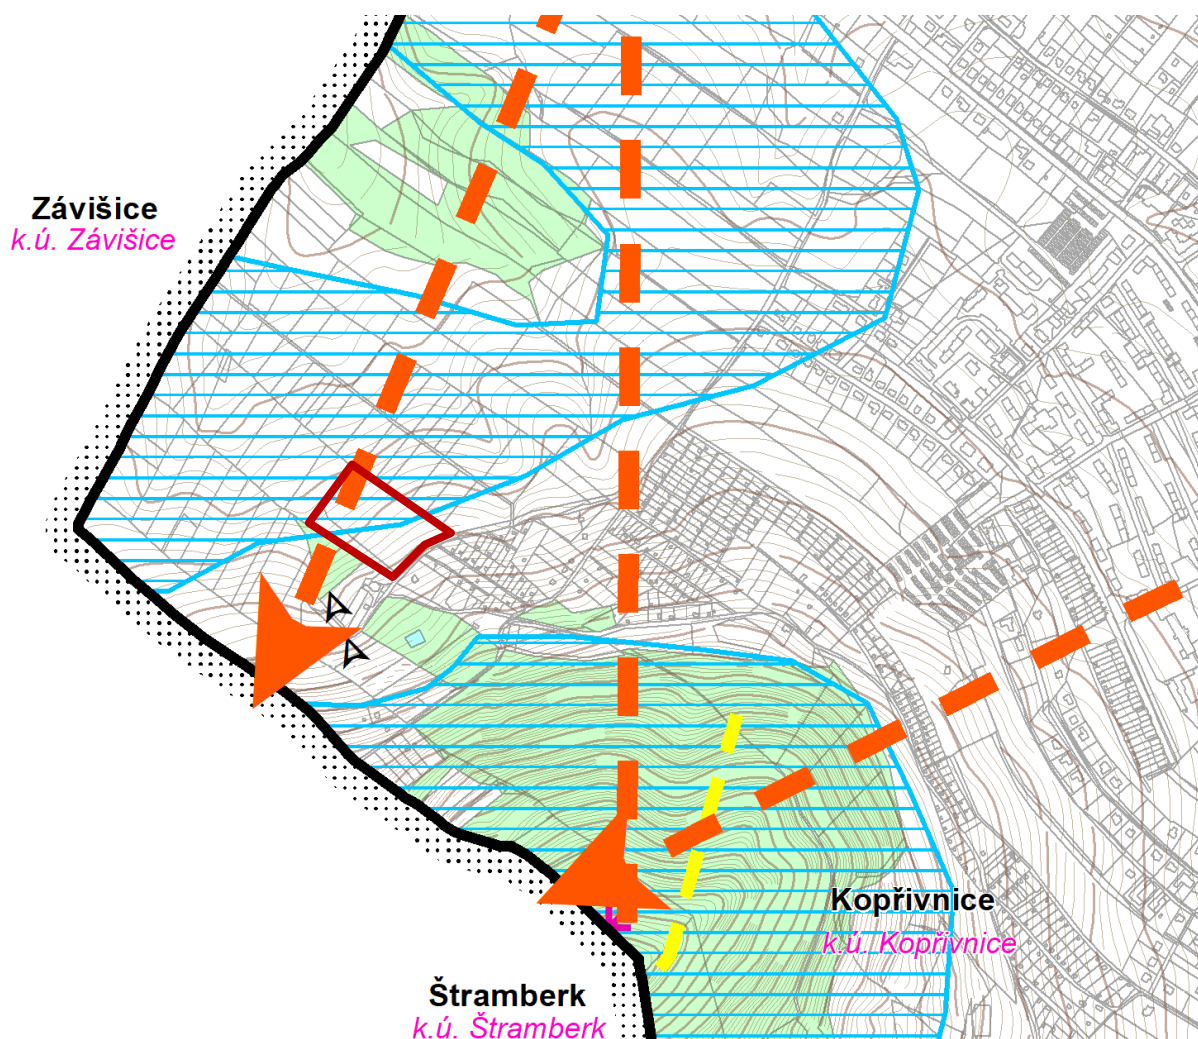 Závišice
k.ú. Závišice
Kopřivnice
k.ú. Kopřivnice
Štramberk
k.ú. Štramberk